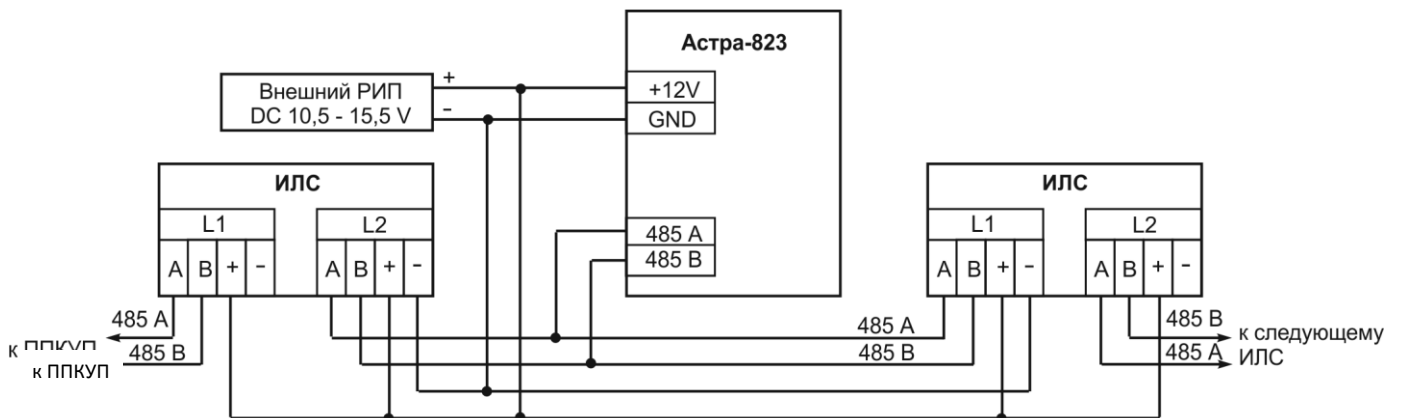 Астра-823
Внешний РИП
DC 10,5 - 15,5 V
+
-
+12V
GND
ИЛС
L1
L2
A B + -
A B + -
485 A
485 B
ИЛС
L1
L2
A B + -
A B + -
485 A
485 B
к ППКУП
к ППКУП
485 A
485 B
485 B
485 A
к следующему
ИЛС